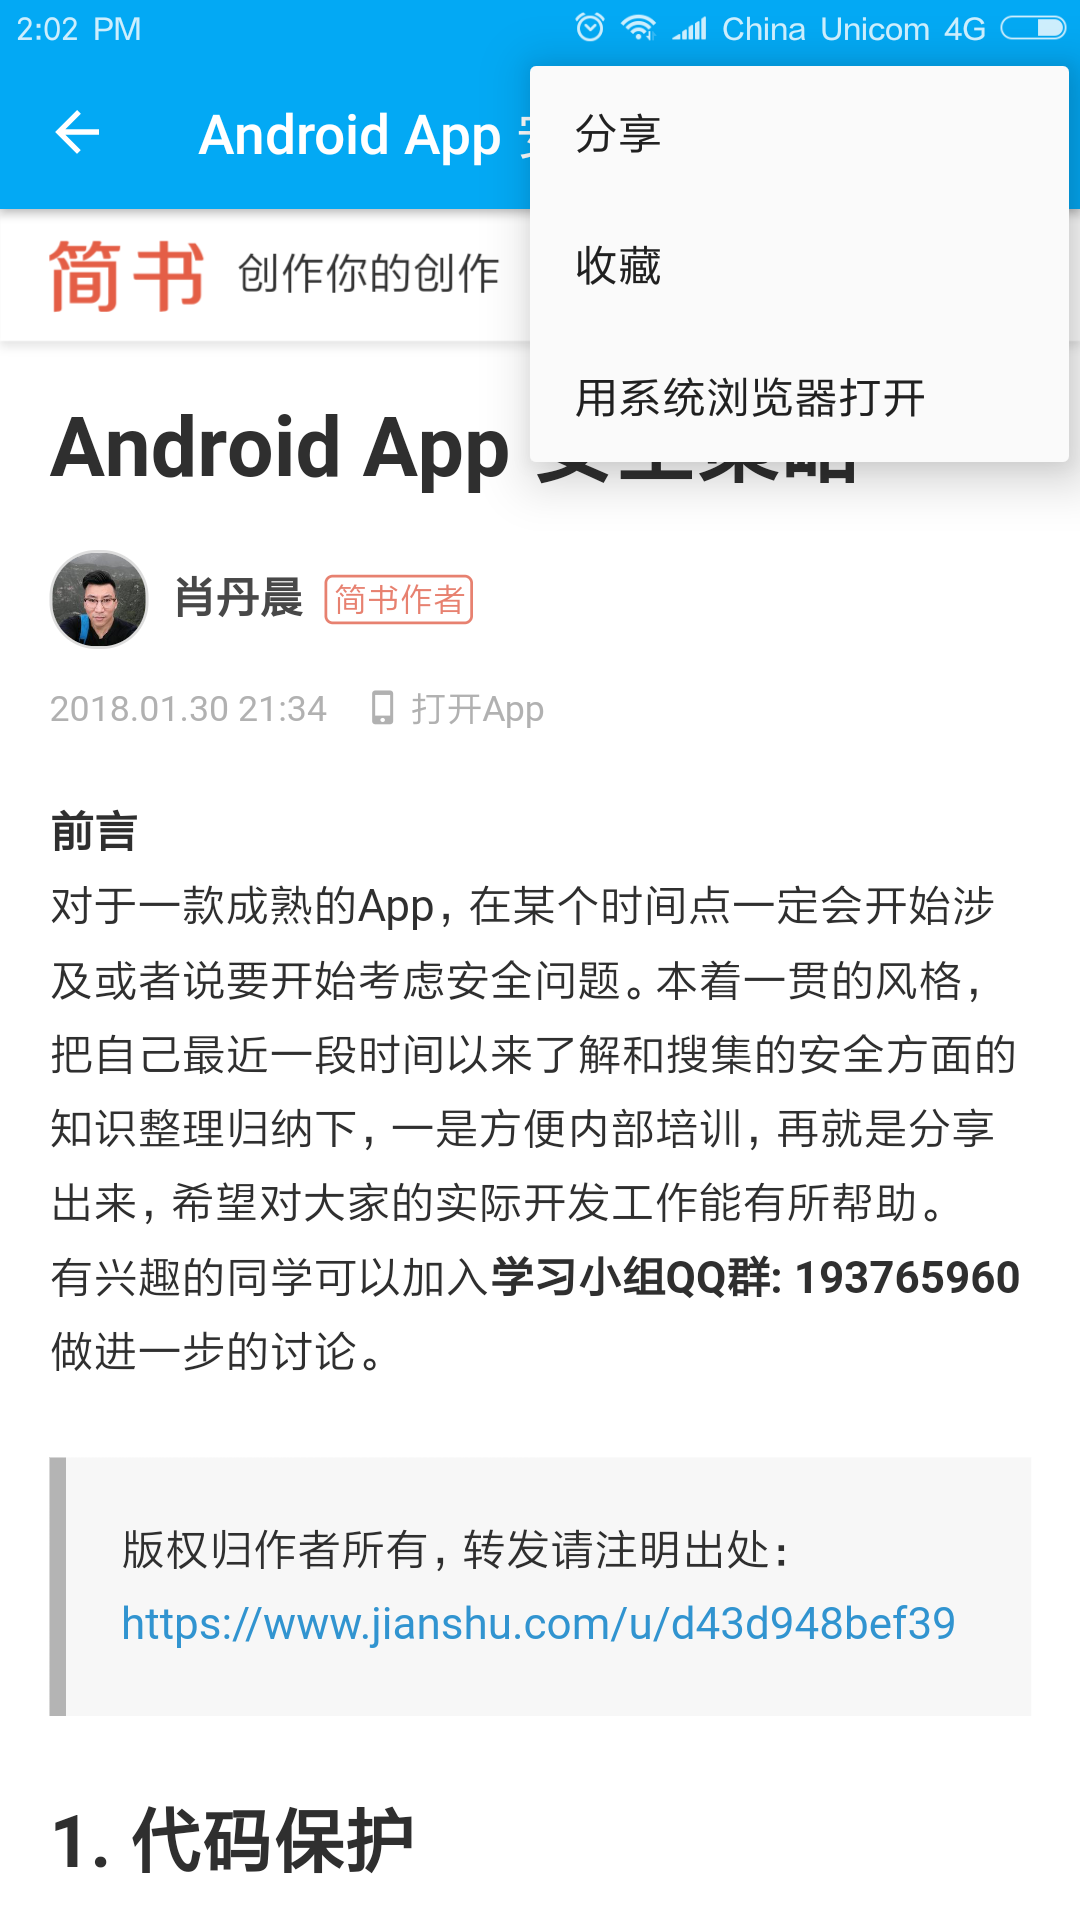 2:02 PM China Unicom 4G
Android App
分享
收藏
用系统浏览器打开
简书 创作你的创作
Android App 安全策略
肖丹晨 简书作者
2018.01.30 21:34 打开App
前言
对于一款成熟的App，在某个时间点一定会开始涉
及或者说要开始考虑安全问题。本着一贯的风格，
把自己最近一段时间以来了解和搜集的安全方面的
知识整理归纳下，一是方便内部培训，再就是分享
出来，希望对大家的实际开发工作能有所帮助。
有兴趣的同学可以加入学习小组QQ群: 193765960
做进一步的讨论。
版权归作者所有，转发请注明出处：
https://www.jianshu.com/u/d43d948bef39
1. 代码保护